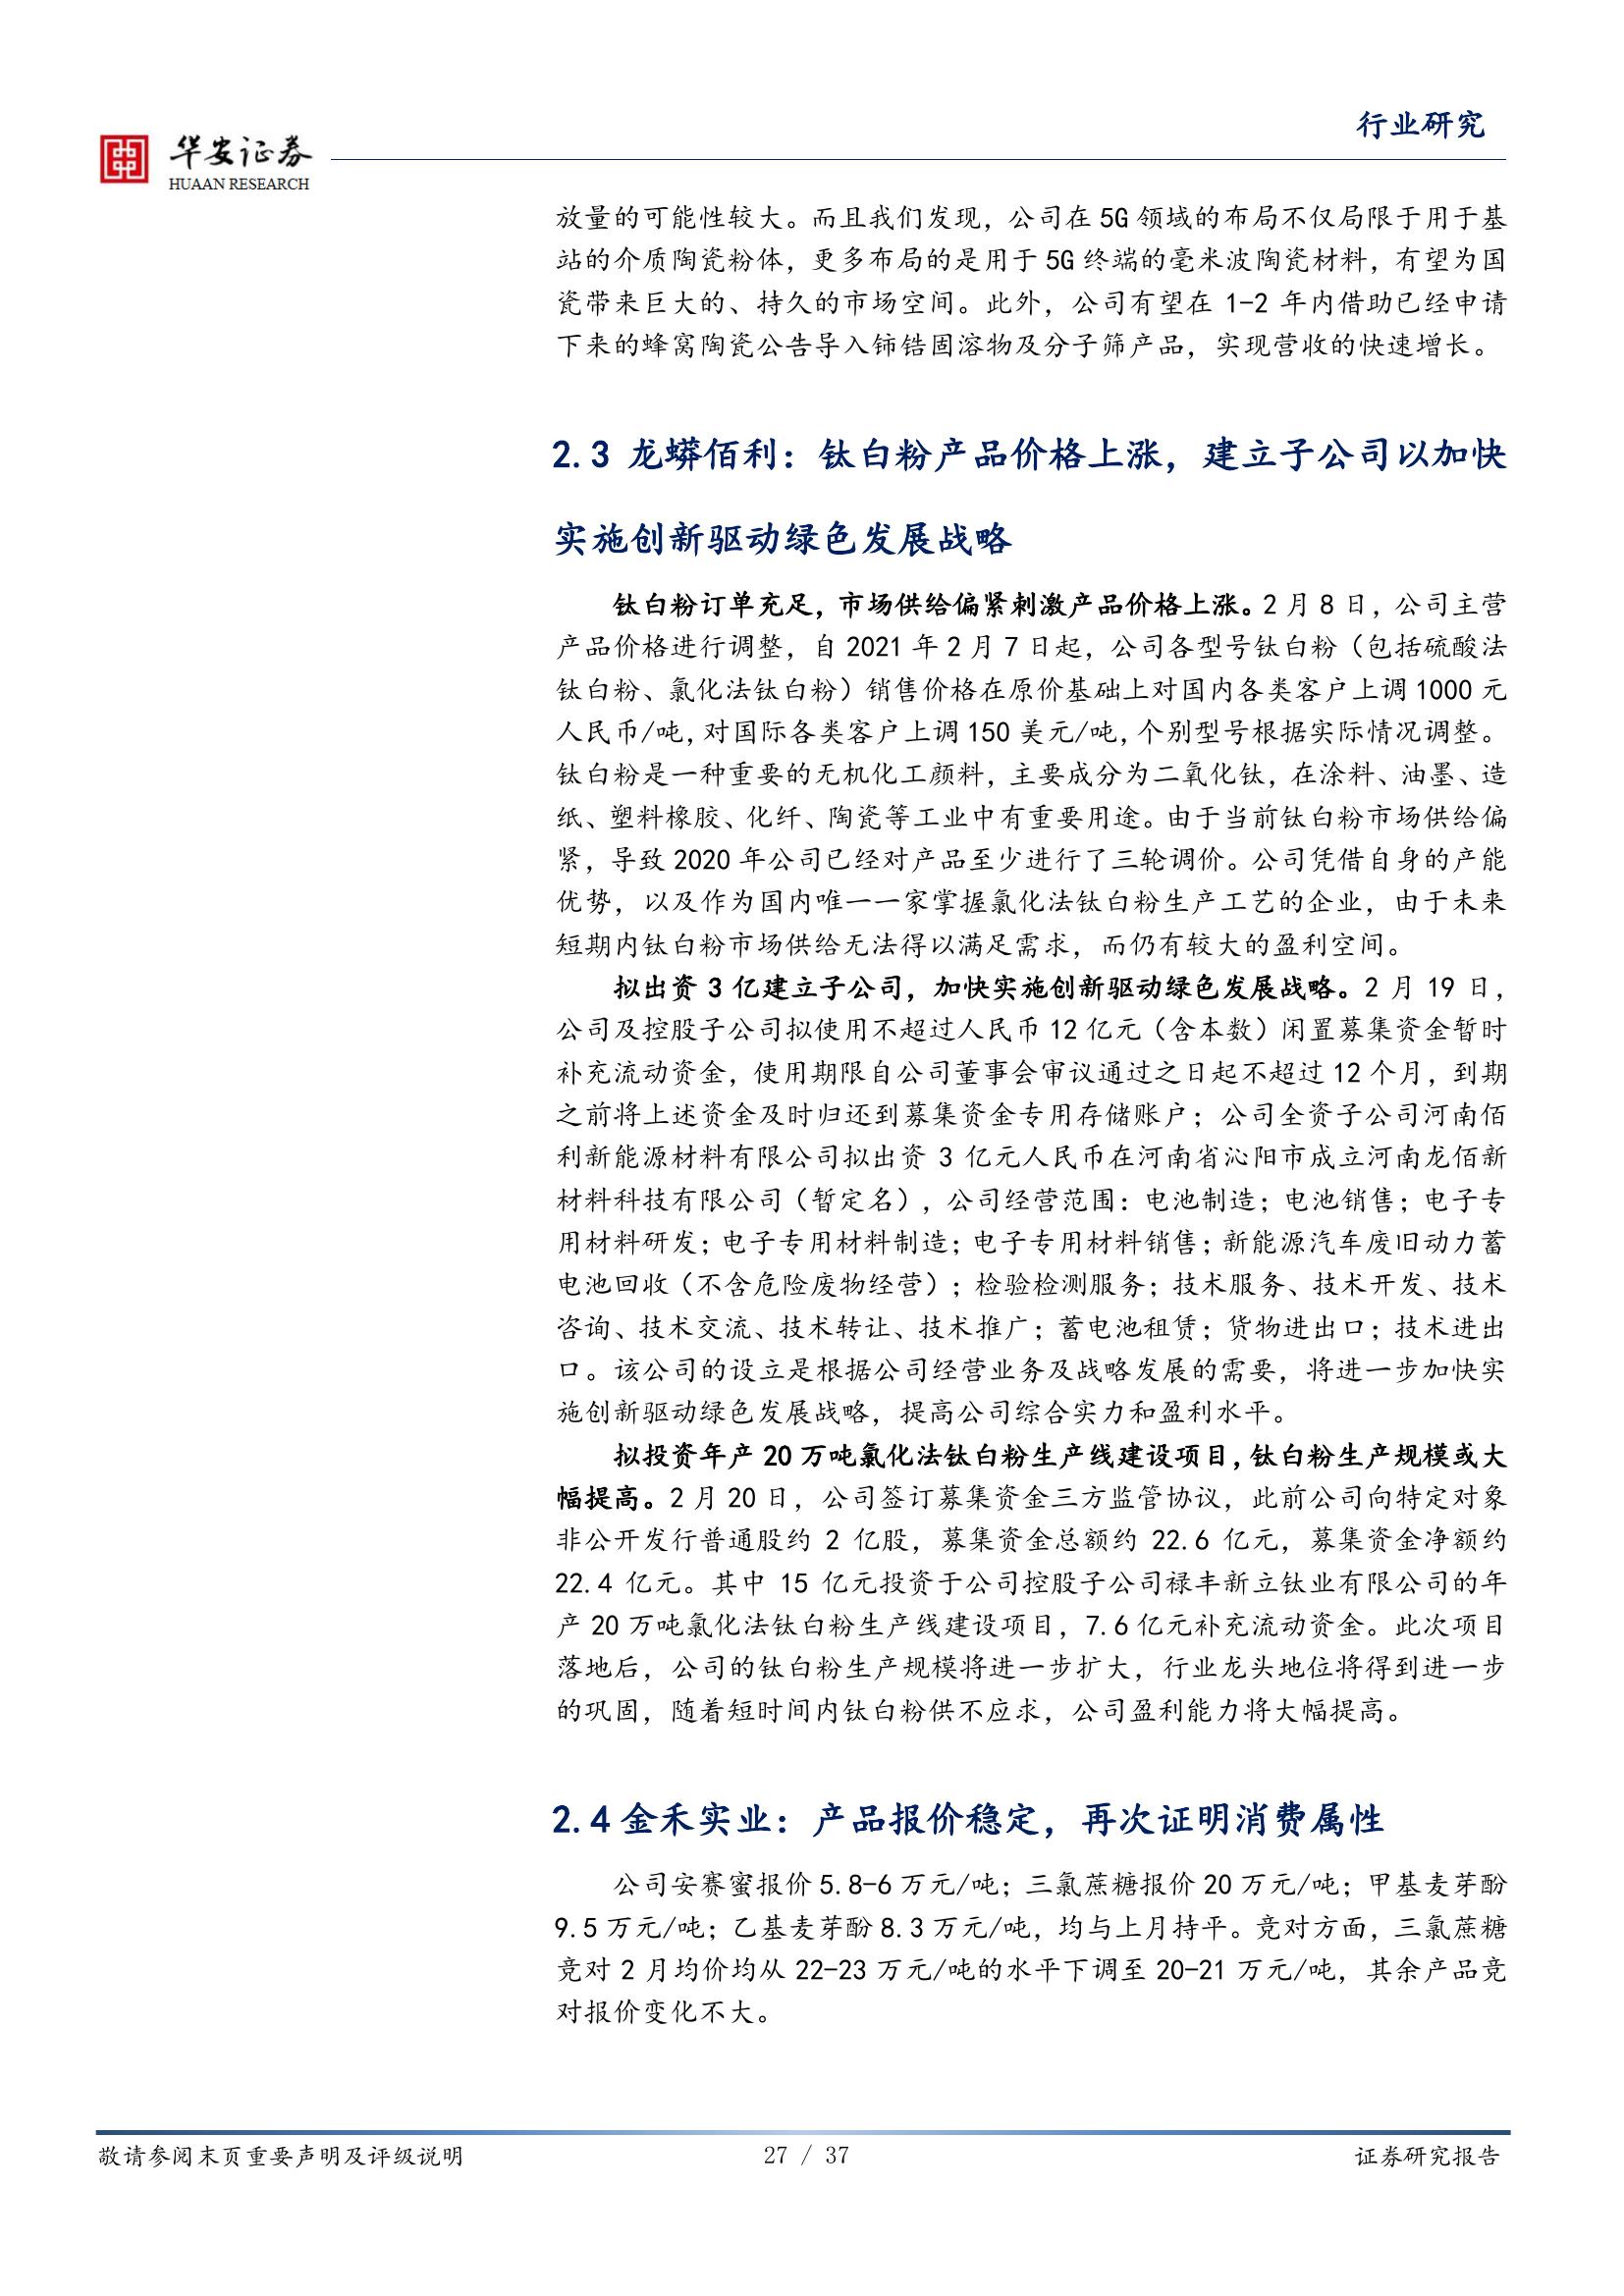 行业研究
华安证券
HUAAN RESEARCH
放量的可能性较大。而且我们发现，公司在 5G 领域的布局不仅局限于用于基
站的介质陶瓷粉体，更多布局的是用于 5G 终端的毫米波陶瓷材料，有望为国
瓷带来巨大的、持久的市场空间。此外，公司有望在 1-2 年内借助已经申请
下来的蜂窝陶瓷公告导入铈锆固溶物及分子筛产品，实现营收的快速增长。
2.3 龙蟒佰利：钛白粉产品价格上涨，建立子公司以加快
实施创新驱动绿色发展战略
钛白粉订单充足，市场供给偏紧刺激产品价格上涨。2 月 8 日，公司主营
产品价格进行调整，自 2021 年 2 月 7 日起，公司各型号钛白粉（包括硫酸法
钛白粉、氯化法钛白粉）销售价格在原价基础上对国内各类客户上调 1000 元
人民币/吨，对国际各类客户上调 150 美元/吨，个别型号根据实际情况调整。
钛白粉是一种重要的无机化工颜料，主要成分为二氧化钛，在涂料、油墨、造
纸、塑料橡胶、化纤、陶瓷等工业中有重要用途。由于当前钛白粉市场供给偏
紧，导致 2020 年公司已经对产品至少进行了三轮调价。公司凭借自身的产能
优势，以及作为国内唯一一家掌握氯化法钛白粉生产工艺的企业，由于未来
短期内钛白粉市场供给无法得以满足需求，而仍有较大的盈利空间。
拟出资 3 亿建立子公司，加快实施创新驱动绿色发展战略。2 月 19 日，
公司及控股子公司拟使用不超过人民币 12 亿元（含本数）闲置募集资金暂时
补充流动资金，使用期限自公司董事会审议通过之日起不超过 12 个月，到期
之前将上述资金及时归还到募集资金专用存储账户；公司全资子公司河南佰
利新能源材料有限公司拟出资 3 亿元人民币在河南省沁阳市成立河南龙佰新
材料科技有限公司（暂定名），公司经营范围：电池制造；电池销售；电子专
用材料研发；电子专用材料制造；电子专用材料销售；新能源汽车废旧动力蓄
电池回收（不含危险废物经营）；检验检测服务；技术服务、技术开发、技术
咨询、技术交流、技术转让、技术推广；蓄电池租赁；货物进出口；技术进出
口。该公司的设立是根据公司经营业务及战略发展的需要，将进一步加快实
施创新驱动绿色发展战略，提高公司综合实力和盈利水平。
拟投资年产 20 万吨氯化法钛白粉生产线建设项目，钛白粉生产规模或大
幅提高。2 月 20 日，公司签订募集资金三方监管协议，此前公司向特定对象
非公开发行普通股约 2 亿股，募集资金总额约 22.6 亿元，募集资金净额约
22.4 亿元。其中 15 亿元投资于公司控股子公司禄丰新立钛业有限公司的年
产 20 万吨氯化法钛白粉生产线建设项目，7.6 亿元补充流动资金。此次项目
落地后，公司的钛白粉生产规模将进一步扩大，行业龙头地位将得到进一步
的巩固，随着短时间内钛白粉供不应求，公司盈利能力将大幅提高。
2.4 金禾实业：产品报价稳定，再次证明消费属性
公司安赛蜜报价 5.8-6 万元/吨；三氯蔗糖报价 20 万元/吨；甲基麦芽酚
9.5 万元/吨；乙基麦芽酚 8.3 万元/吨，均与上月持平。竞对方面，三氯蔗糖
竞对 2 月均价均从 22-23 万元/吨的水平下调至 20-21 万元/吨，其余产品竞
对报价变化不大。
敬请参阅末页重要声明及评级说明
27 / 37
证券研究报告